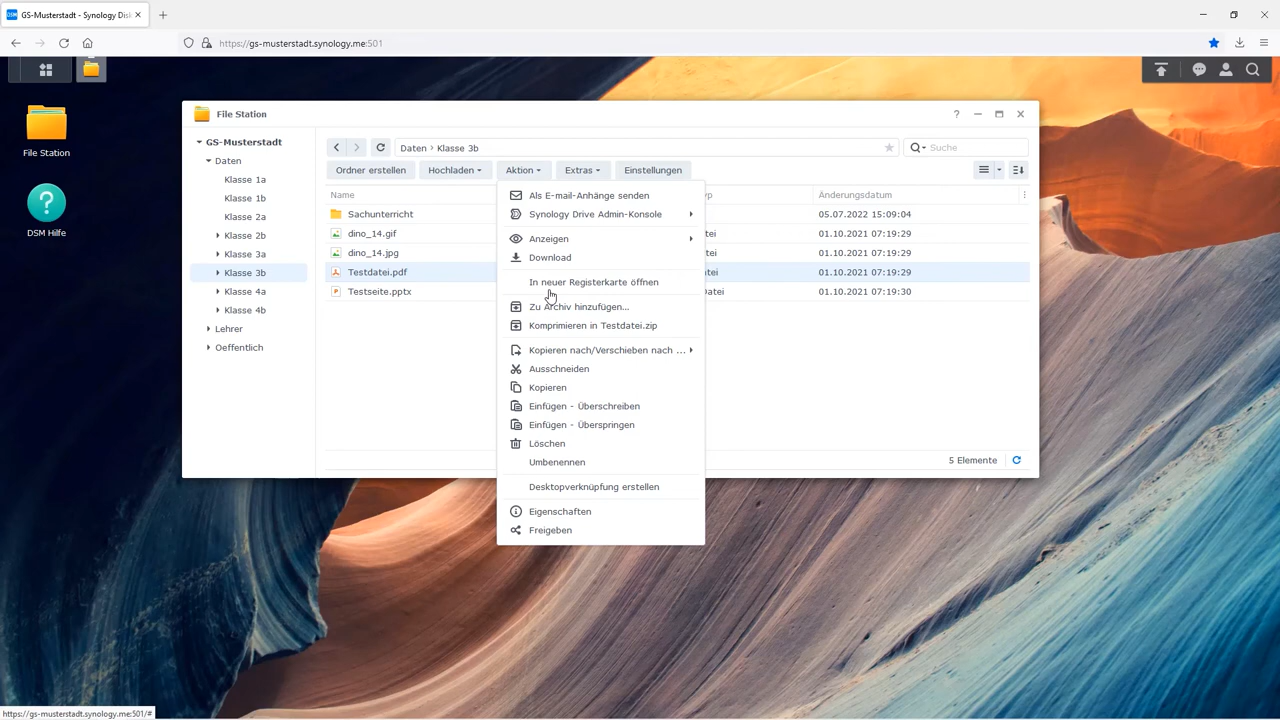 GS-Musterstadt - Synology Dis
https://gs-musterstadt.synology.me:501
File Station
DSM Hilfe
File Station
GS-Musterstadt
Daten
Klasse 1a
Klasse 1b
Klasse 2a
Klasse 2b
Klasse 3a
Klasse 3b
Klasse 4a
Klasse 4b
Lehrer
Oeffentlich
Daten › Klasse 3b
Suche
Ordner erstellen Hochladen Aktion Extras Einstellungen
Name Änderungsdatum
Sachunterricht 05.07.2022 15:09:04
dino_14.gif 01.10.2021 07:19:29
dino_14.jpg 01.10.2021 07:19:29
Testdatei.pdf 01.10.2021 07:19:29
Testseite.pptx 01.10.2021 07:19:30
Als E-mail-Anhänge senden
Synology Drive Admin-Konsole
Anzeigen
Download
In neuer Registerkarte öffnen
Zu Archiv hinzufügen...
Komprimieren in Testdatei.zip
Kopieren nach/Verschieben nach ...
Ausschneiden
Kopieren
Einfügen - Überschreiben
Einfügen - Überspringen
Löschen
Umbenennen
Desktopverknüpfung erstellen
Eigenschaften
Freigeben
5 Elemente
https://gs-musterstadt.synology.me:501/#